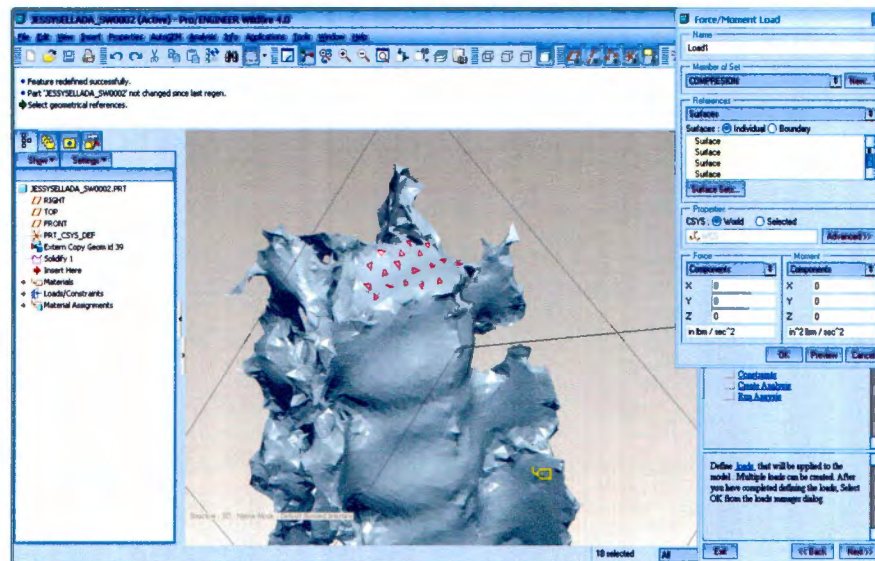 JESSYSELLADA_SW0002 (Active) - Pro/ENGINEER Wildfire 4.0
File Edit View Insert Properties AutoGEM Analysis Info Applications Tools Window Help
• Feature redefined successfully.
• Part 'JESSYSELLADA_SW0002' not changed since last regen.
Select geometrical references.
Show Settings
JESSYSELLADA_SW0002.PRT
RIGHT
TOP
FRONT
PRT_CSYS_DEF
Extern Copy Geom id 39
Solidify 1
Insert Here
Materials
Loads/Constraints
Material Assignments
18 selected
All
Force/Moment Load
Name
Load1
Member of Set
COMPRESION
New...
References
Surfaces
Surfaces : Individual Boundary
Surface
Surface
Surface
Surface
Surface Sets...
Properties
CSYS : World Selected
WCS
Advanced >>
Force Moment
Components Components
X 0 X 0
Y 0 Y 0
Z 0 Z 0
in lbm / sec^2 in^2 lbm / sec^2
OK Preview Cancel
Constraints
Create Analysis
Run Analysis
Define loads that will be applied to the
model. Multiple loads can be created. After
you have completed defining the loads, Select
OK from the loads manager dialog.
Exit << Back Next >>